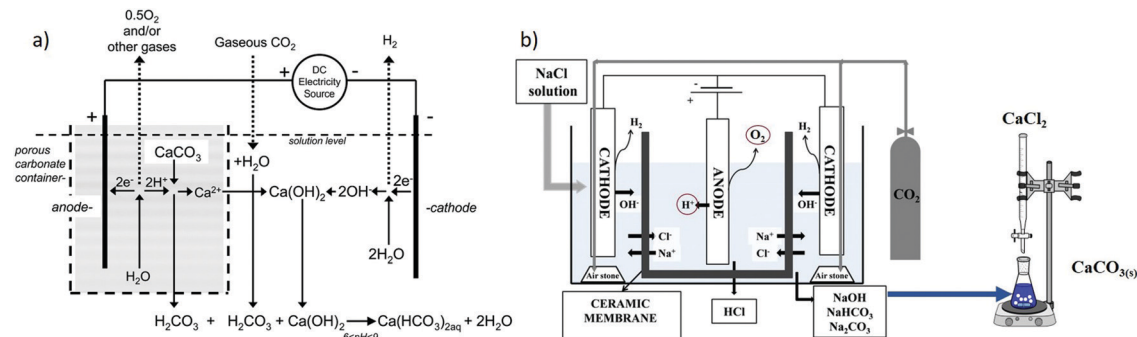 a)
0.5O₂
and/or
other gases
Gaseous CO₂
H₂
+
DC
Electricity
Source
-
+
-
solution level
porous
carbonate
container-
CaCO₃
+H₂O
2e⁻
2H⁺
Ca²⁺
Ca(OH)₂
2OH⁻
2e⁻
anode-
-cathode
H₂O
2H₂O
H₂CO₃ + H₂CO₃ + Ca(OH)₂ → Ca(HCO₃)₂aq + 2H₂O
6<pH<9
b)
NaCl
solution
-
+
H₂
O₂
H₂
CATHODE
ANODE
CATHODE
OH⁻
H⁺
OH⁻
Cl⁻
Na⁺
Na⁺
Cl⁻
Air stone
Air stone
CERAMIC
MEMBRANE
HCl
NaOH
NaHCO₃
Na₂CO₃
CO₂
CaCl₂
CaCO₃(s)